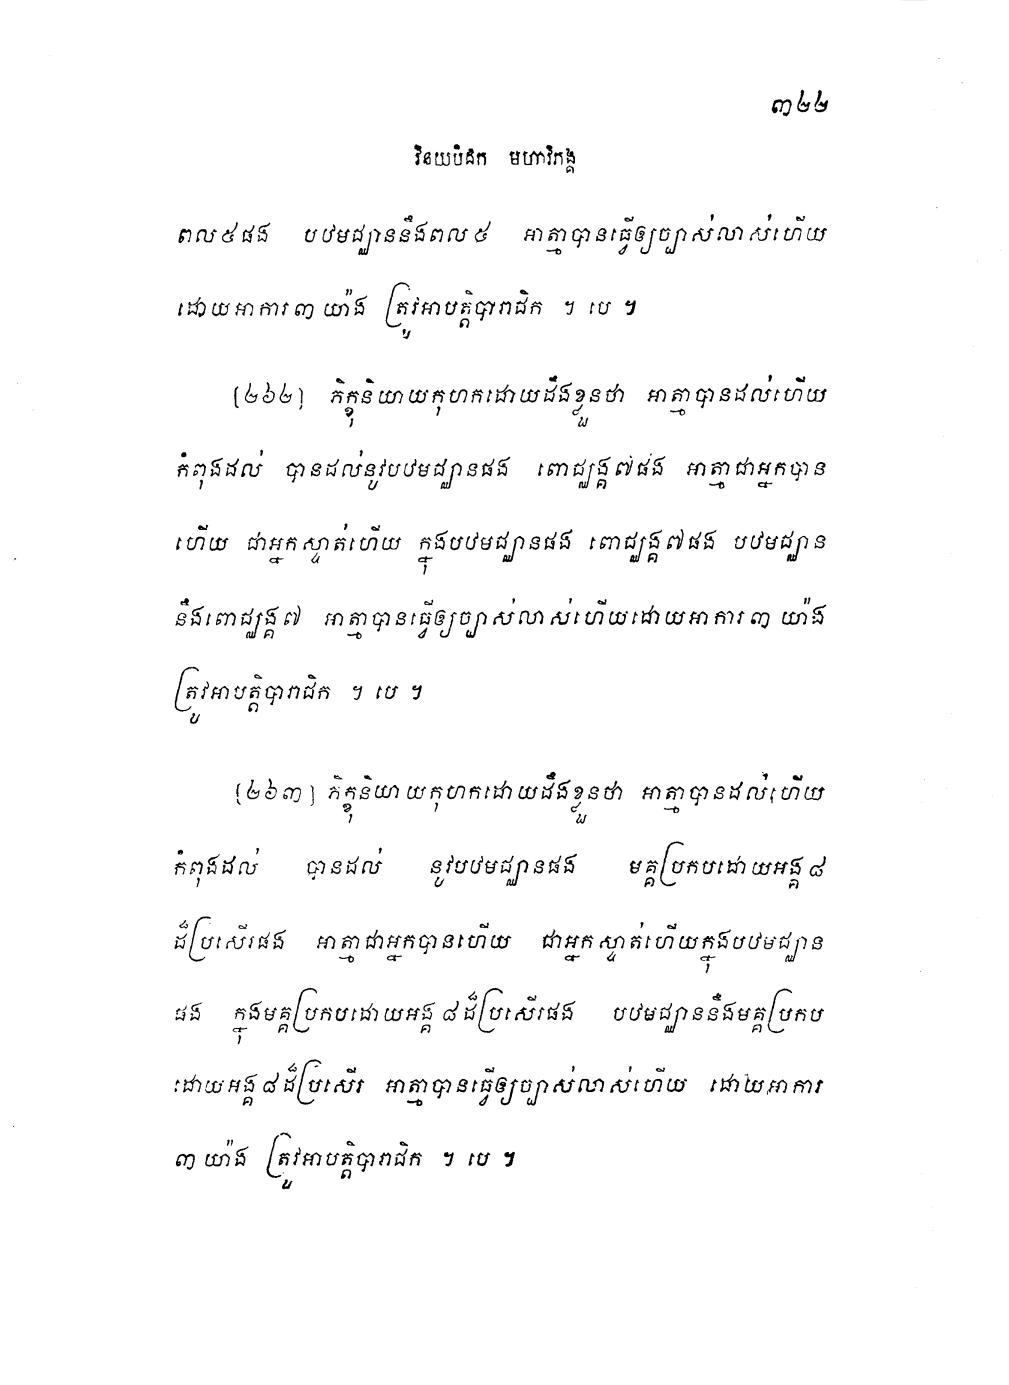 ៣២២
វិនយបិដក មហាវិភង្គ
ពល៥ផង បឋមជ្ឈាននឹងពល៥ អាត្មាបានធ្វើឲ្យច្បាស់លាស់ហើយ
ដោយអាការ៣យ៉ាង ត្រូវអាបត្តិបារាជិក ។ បេ ។
[២៦២] ភិក្ខុនិយាយកុហកដោយដឹងខ្លួនថា អាត្មាបានដល់ហើយ
កំពុងដល់ បានដល់នូវបឋមជ្ឈានផង ពោជ្ឈង្គ៧ផង អាត្មាជាអ្នកបាន
ហើយ ជាអ្នកស្ទាត់ហើយ ក្នុងបឋមជ្ឈានផង ពោជ្ឈង្គ៧ផង បឋមជ្ឈាន
នឹងពោជ្ឈង្គ៧ អាត្មាបានធ្វើឲ្យច្បាស់លាស់ហើយដោយអាការ៣យ៉ាង
ត្រូវអាបត្តិបារាជិក ។ បេ ។
[២៦៣] ភិក្ខុនិយាយកុហកដោយដឹងខ្លួនថា អាត្មាបានដល់ហើយ
កំពុងដល់ បានដល់ នូវបឋមជ្ឈានផង មគ្គប្រកបដោយអង្គ៨
ដ៏ប្រសើរផង អាត្មាជាអ្នកបានហើយ ជាអ្នកស្ទាត់ហើយក្នុងបឋមជ្ឈាន
ផង ក្នុងមគ្គប្រកបដោយអង្គ៨ដ៏ប្រសើរផង បឋមជ្ឈាននឹងមគ្គប្រកប
ដោយអង្គ៨ដ៏ប្រសើរ អាត្មាបានធ្វើឲ្យច្បាស់លាស់ហើយ ដោយអាការ
៣យ៉ាង ត្រូវអាបត្តិបារាជិក ។ បេ ។